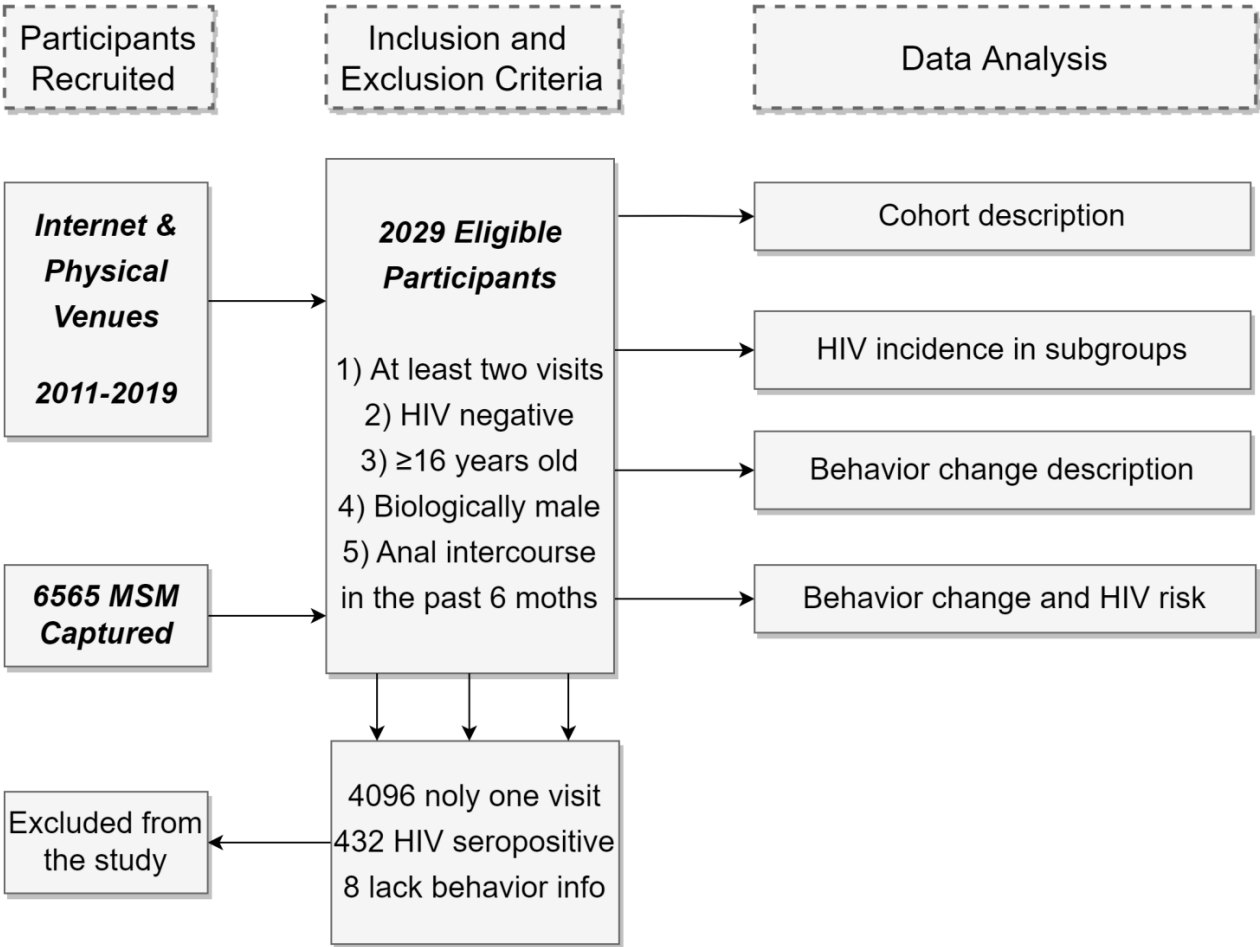 Participants
Recruited
Inclusion and
Exclusion Criteria
Data Analysis
Internet &
Physical
Venues
2011-2019
6565 MSM
Captured
2029 Eligible
Participants
1) At least two visits
2) HIV negative
3) ≥16 years old
4) Biologically male
5) Anal intercourse
in the past 6 moths
Cohort description
HIV incidence in subgroups
Behavior change description
Behavior change and HIV risk
4096 noly one visit
432 HIV seropositive
8 lack behavior info
Excluded from
the study